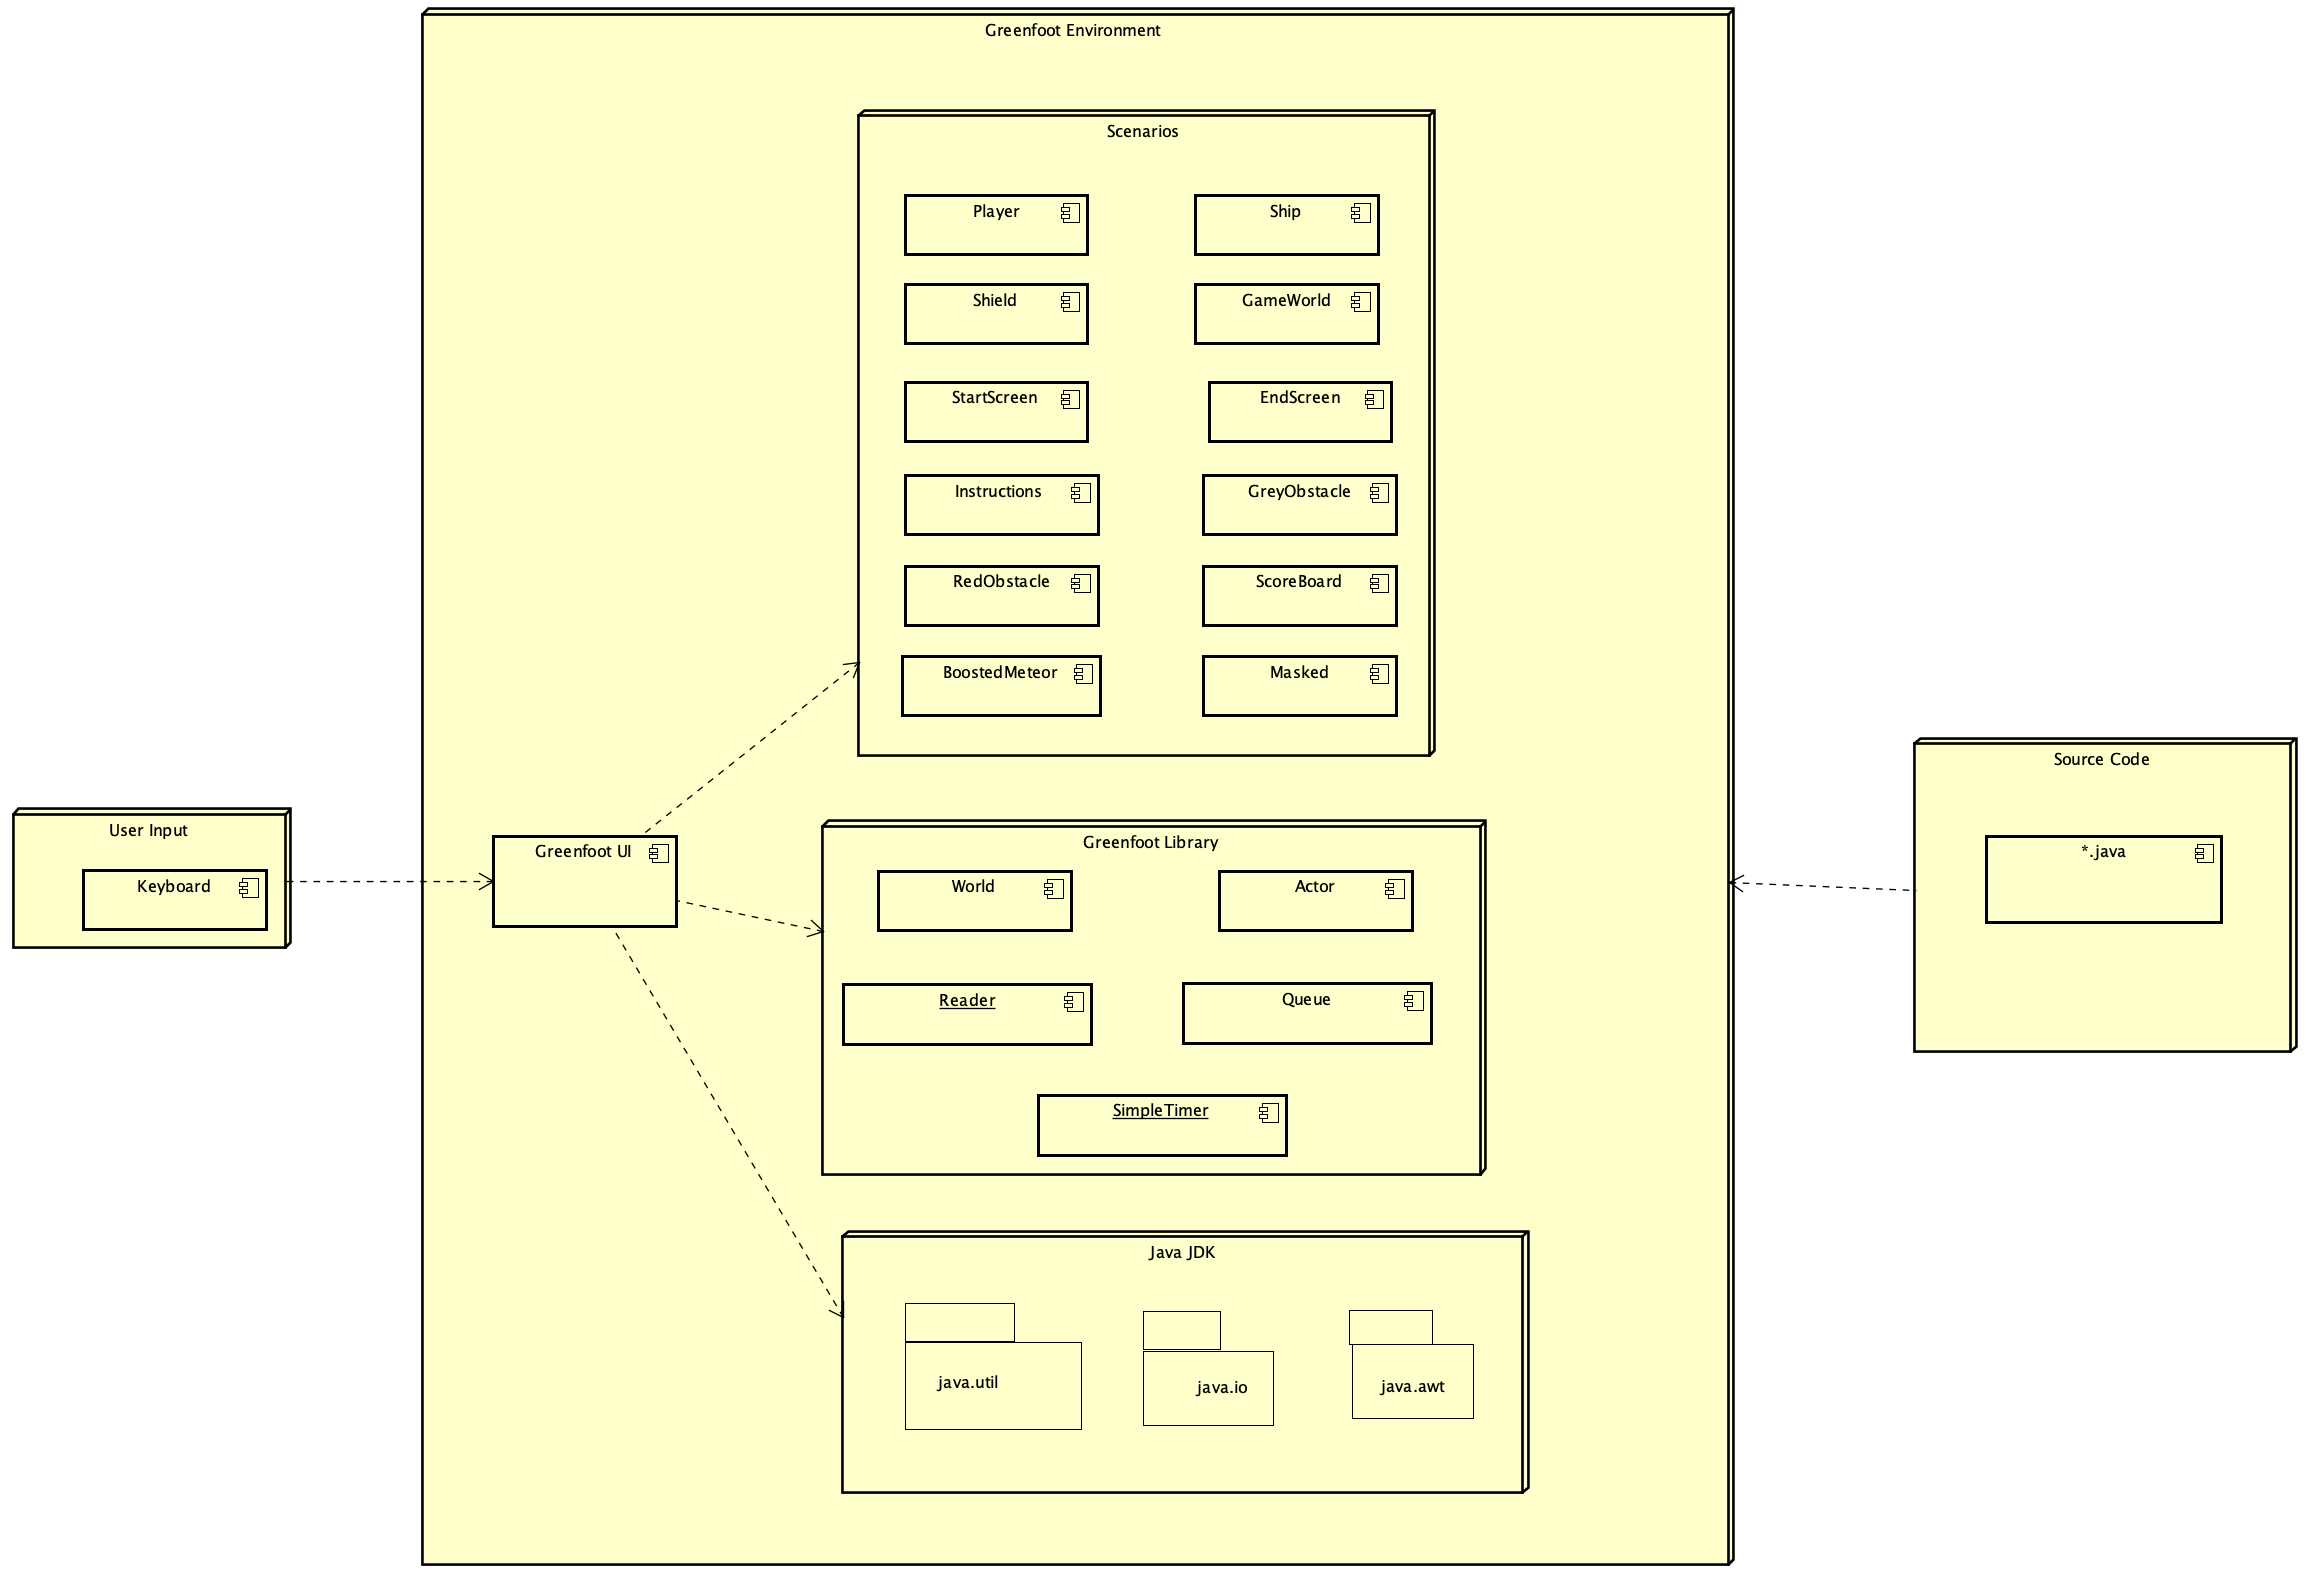 Greenfoot Environment
Scenarios
Player
Ship
Shield
GameWorld
StartScreen
EndScreen
Instructions
GreyObstacle
RedObstacle
ScoreBoard
BoostedMeteor
Masked
User Input
Keyboard
Greenfoot UI
Greenfoot Library
World
Actor
Reader
Queue
SimpleTimer
Java JDK
java.util
java.io
java.awt
Source Code
*.java